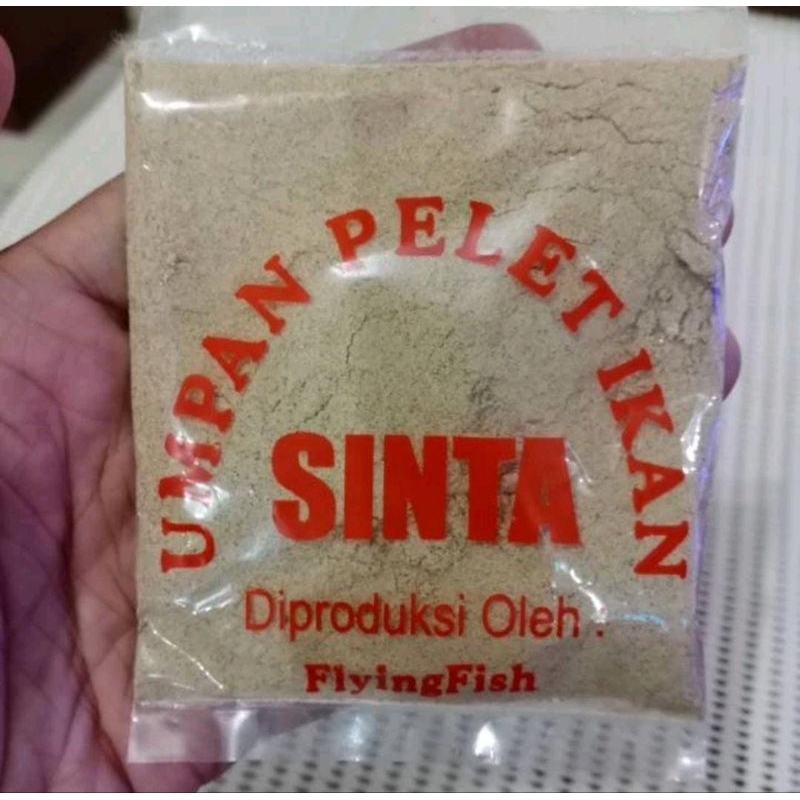 UMPAN PELET IKAN
SINTA
Diproduksi Oleh :
FlyingFish